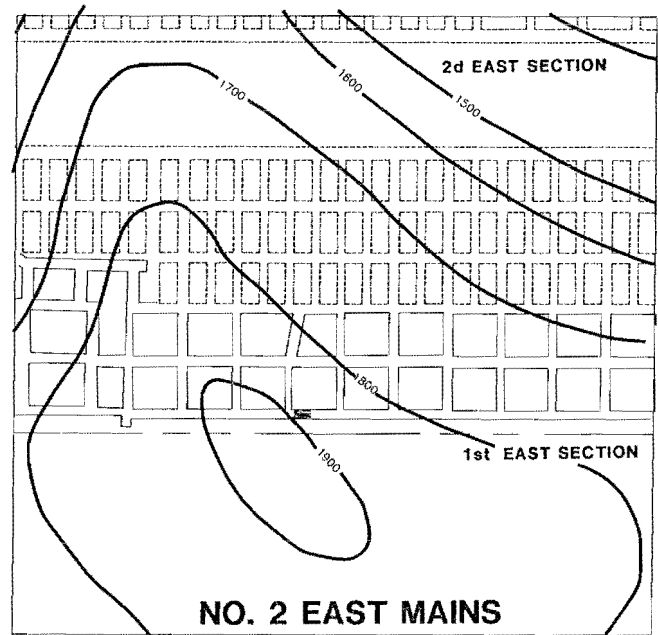 2d EAST SECTION
1500
1600
1700
1800
1900
1st EAST SECTION
NO. 2 EAST MAINS